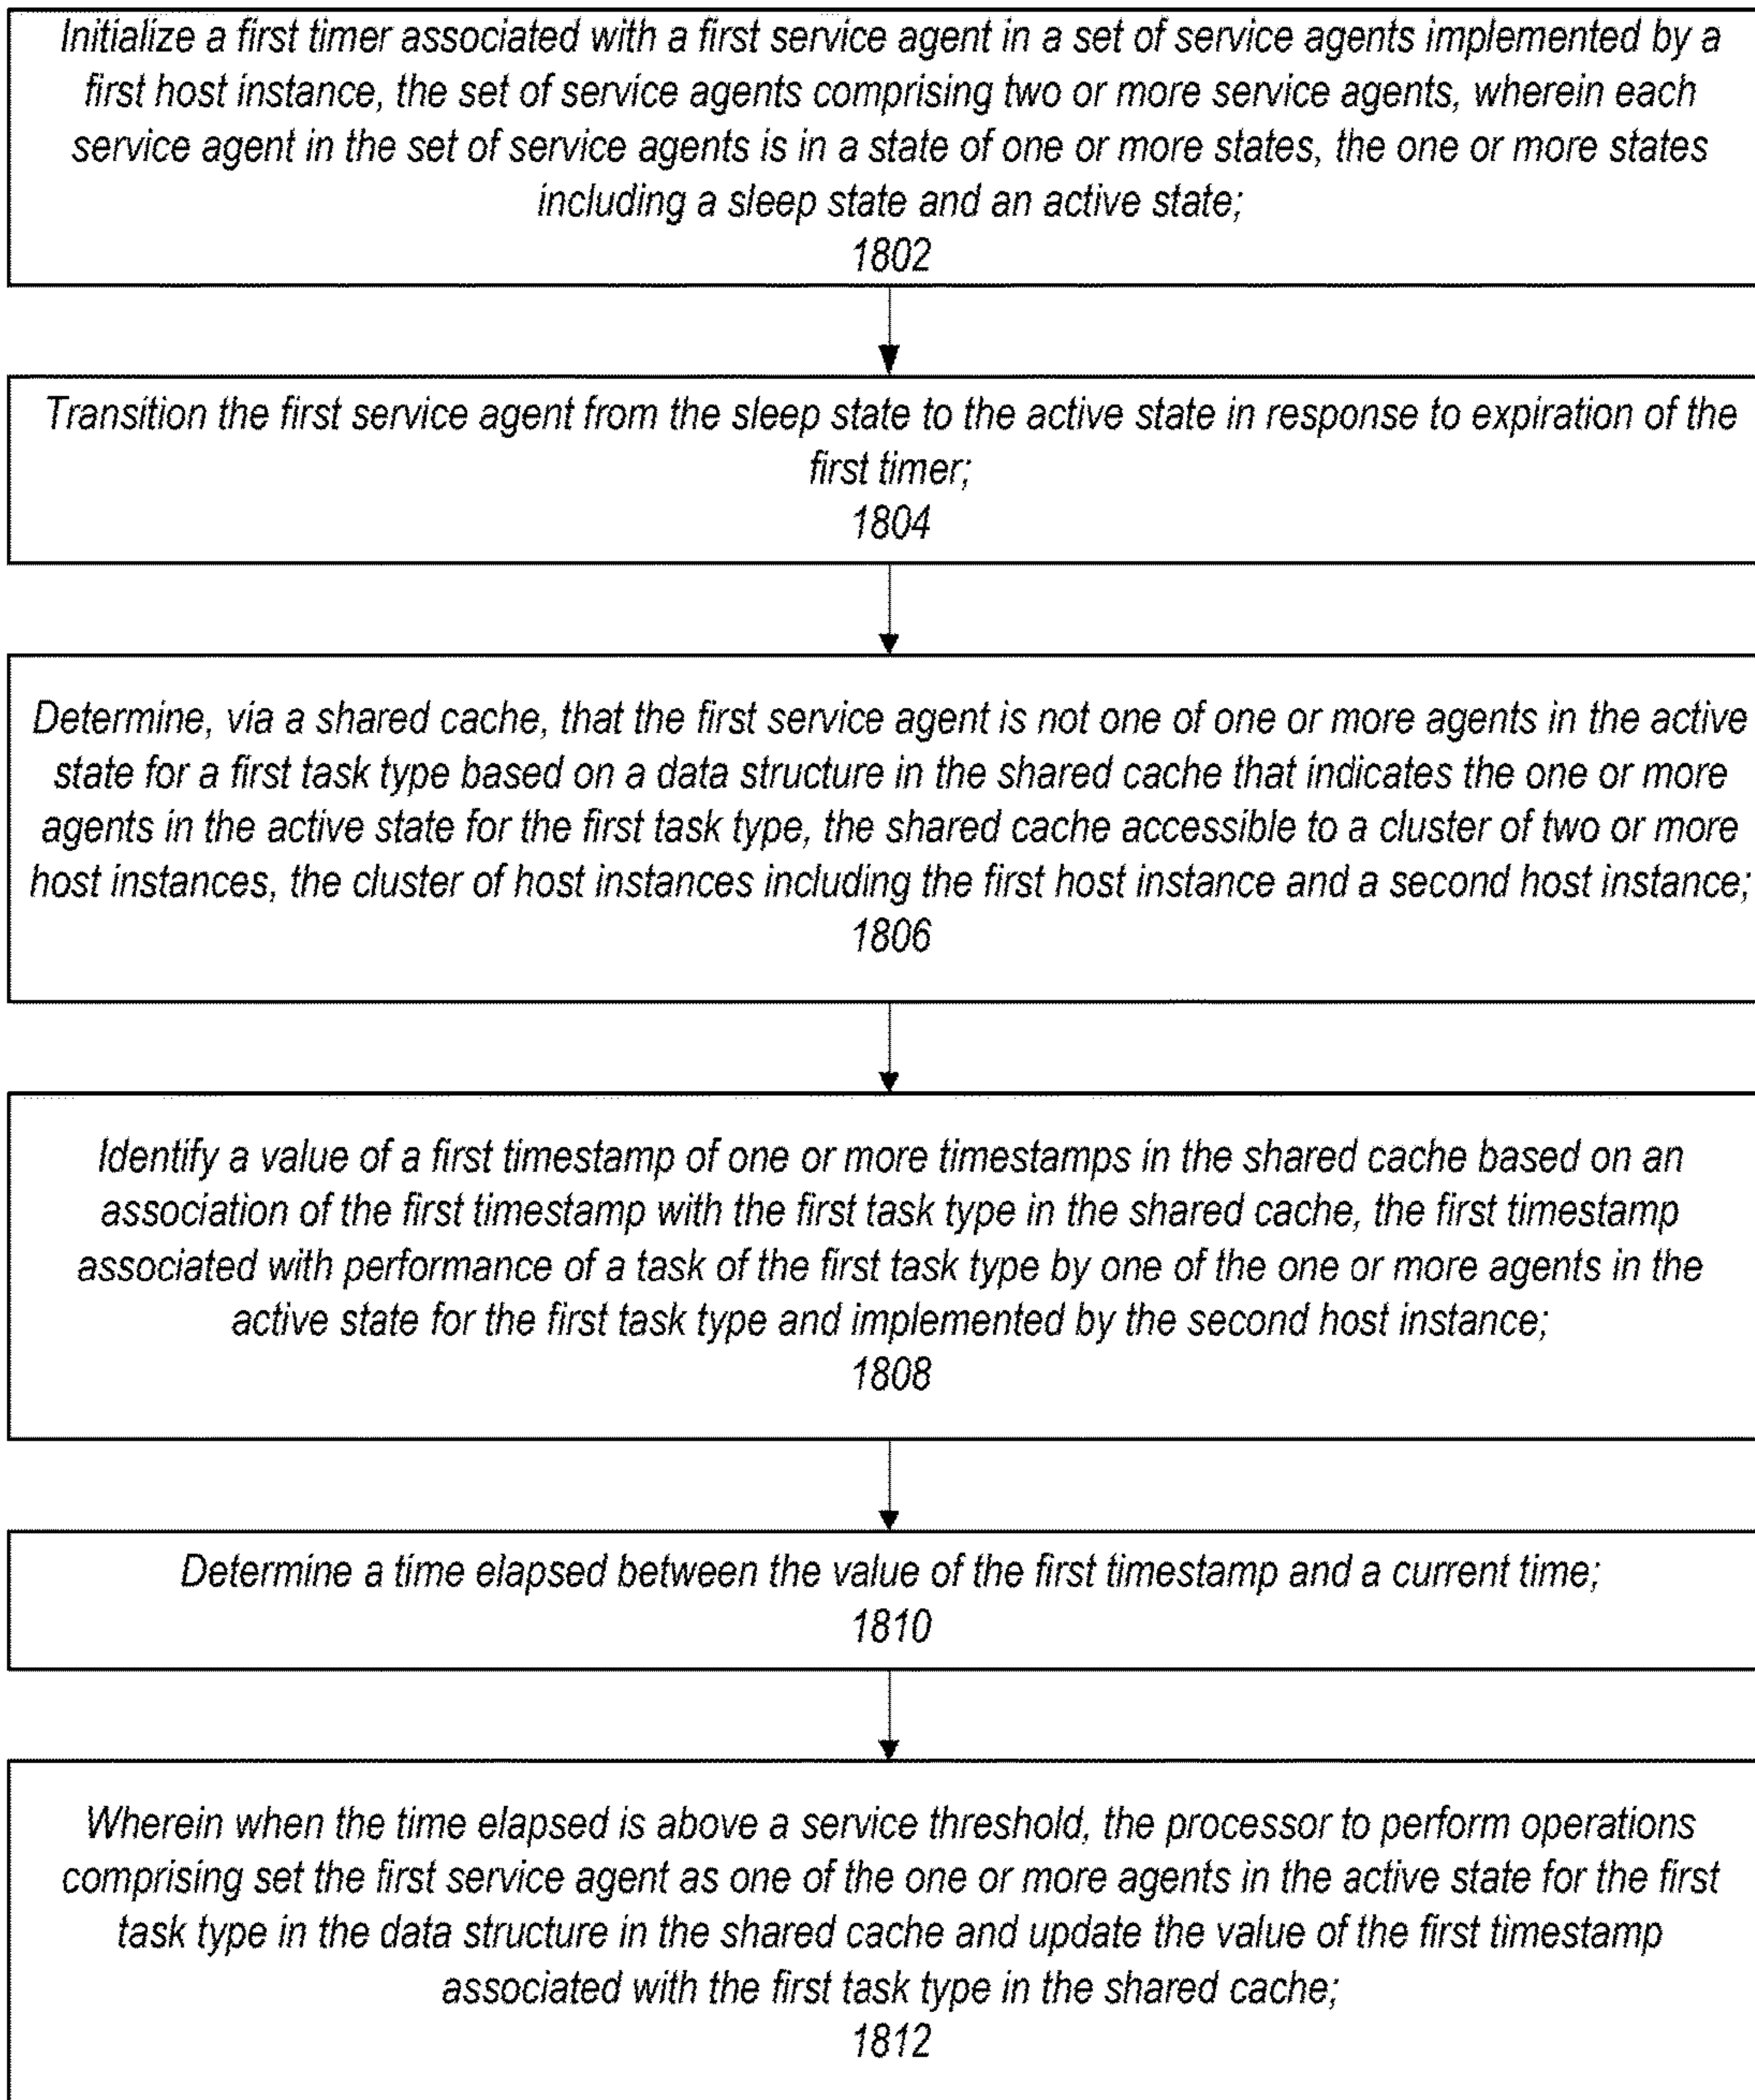 Initialize a first timer associated with a first service agent in a set of service agents implemented by a
first host instance, the set of service agents comprising two or more service agents, wherein each
service agent in the set of service agents is in a state of one or more states, the one or more states
including a sleep state and an active state;
1802
Transition the first service agent from the sleep state to the active state in response to expiration of the
first timer;
1804
Determine, via a shared cache, that the first service agent is not one of one or more agents in the active
state for a first task type based on a data structure in the shared cache that indicates the one or more
agents in the active state for the first task type, the shared cache accessible to a cluster of two or more
host instances, the cluster of host instances including the first host instance and a second host instance;
1806
Identify a value of a first timestamp of one or more timestamps in the shared cache based on an
association of the first timestamp with the first task type in the shared cache, the first timestamp
associated with performance of a task of the first task type by one of the one or more agents in the
active state for the first task type and implemented by the second host instance;
1808
Determine a time elapsed between the value of the first timestamp and a current time;
1810
Wherein when the time elapsed is above a service threshold, the processor to perform operations
comprising set the first service agent as one of the one or more agents in the active state for the first
task type in the data structure in the shared cache and update the value of the first timestamp
associated with the first task type in the shared cache;
1812